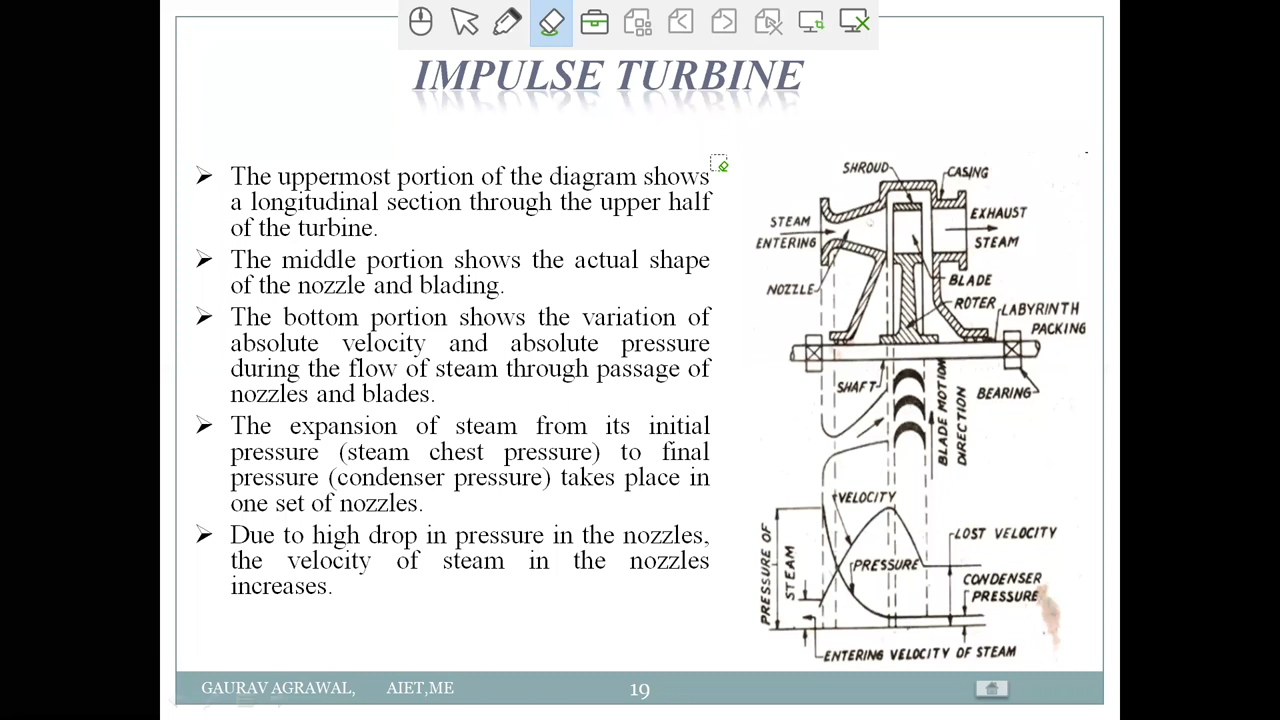 IMPULSE TURBINE
➢ The uppermost portion of the diagram shows
a longitudinal section through the upper half
of the turbine.
➢ The middle portion shows the actual shape
of the nozzle and blading.
➢ The bottom portion shows the variation of
absolute velocity and absolute pressure
during the flow of steam through passage of
nozzles and blades.
➢ The expansion of steam from its initial
pressure (steam chest pressure) to final
pressure (condenser pressure) takes place in
one set of nozzles.
➢ Due to high drop in pressure in the nozzles,
the velocity of steam in the nozzles
increases.
SHROUD
CASING
STEAM
ENTERING
EXHAUST
STEAM
NOZZLE
BLADE
ROTER
LABYRINTH
PACKING
SHAFT
BEARING
BLADE MOTION
DIRECTION
VELOCITY
LOST VELOCITY
PRESSURE
CONDENSER
PRESSURE
PRESSURE OF
STEAM
ENTERING VELOCITY OF STEAM
GAURAV AGRAWAL, AIET,ME
19